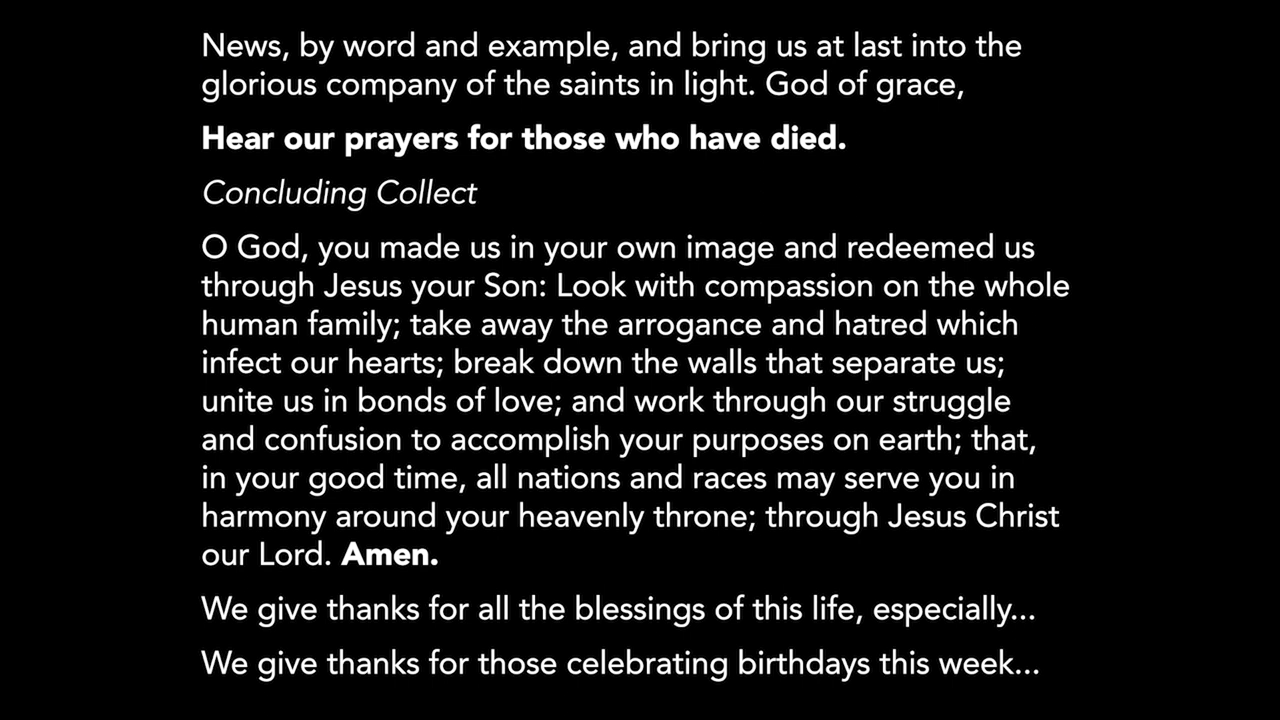 News, by word and example, and bring us at last into the
glorious company of the saints in light. God of grace,
Hear our prayers for those who have died.
Concluding Collect
O God, you made us in your own image and redeemed us
through Jesus your Son: Look with compassion on the whole
human family; take away the arrogance and hatred which
infect our hearts; break down the walls that separate us;
unite us in bonds of love; and work through our struggle
and confusion to accomplish your purposes on earth; that,
in your good time, all nations and races may serve you in
harmony around your heavenly throne; through Jesus Christ
our Lord. Amen.
We give thanks for all the blessings of this life, especially...
We give thanks for those celebrating birthdays this week...